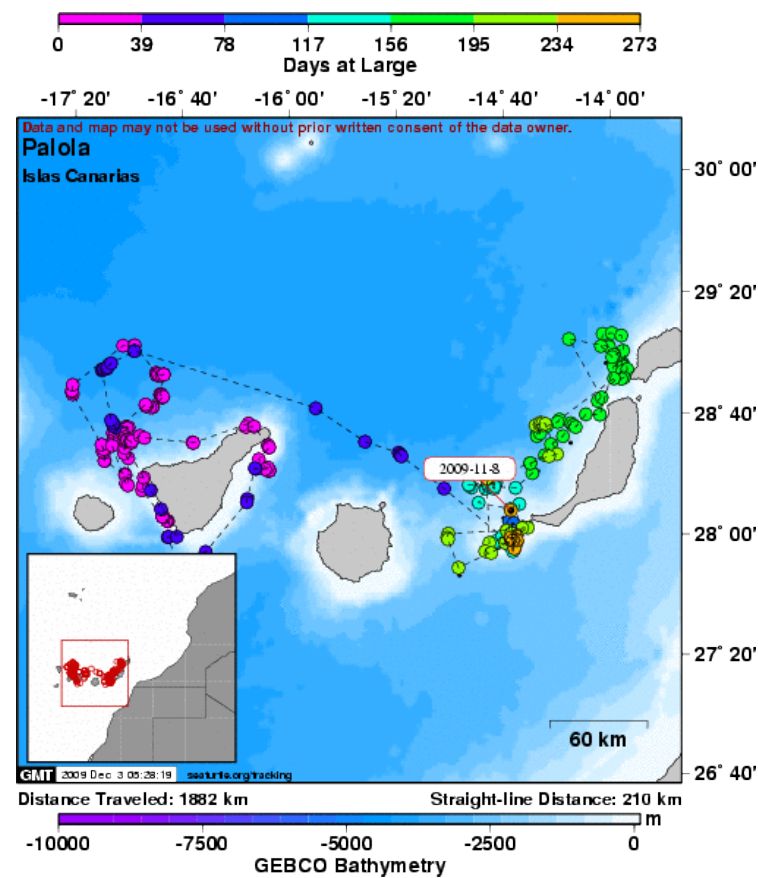 0 39 78 117 156 195 234 273
Days at Large
-17˚ 20' -16˚ 40' -16˚ 00' -15˚ 20' -14˚ 40' -14˚ 00'
Data and map may not be used without prior written consent of the data owner.
Palola
Islas Canarias
30˚ 00'
29˚ 20'
28˚ 40'
2009-11-8
28˚ 00'
27˚ 20'
60 km
GMT 2009 Dec 3 05:28:19 seaturtle.org/tracking
26˚ 40'
Distance Traveled: 1882 km Straight-line Distance: 210 km
m
-10000 -7500 -5000 -2500 0
GEBCO Bathymetry